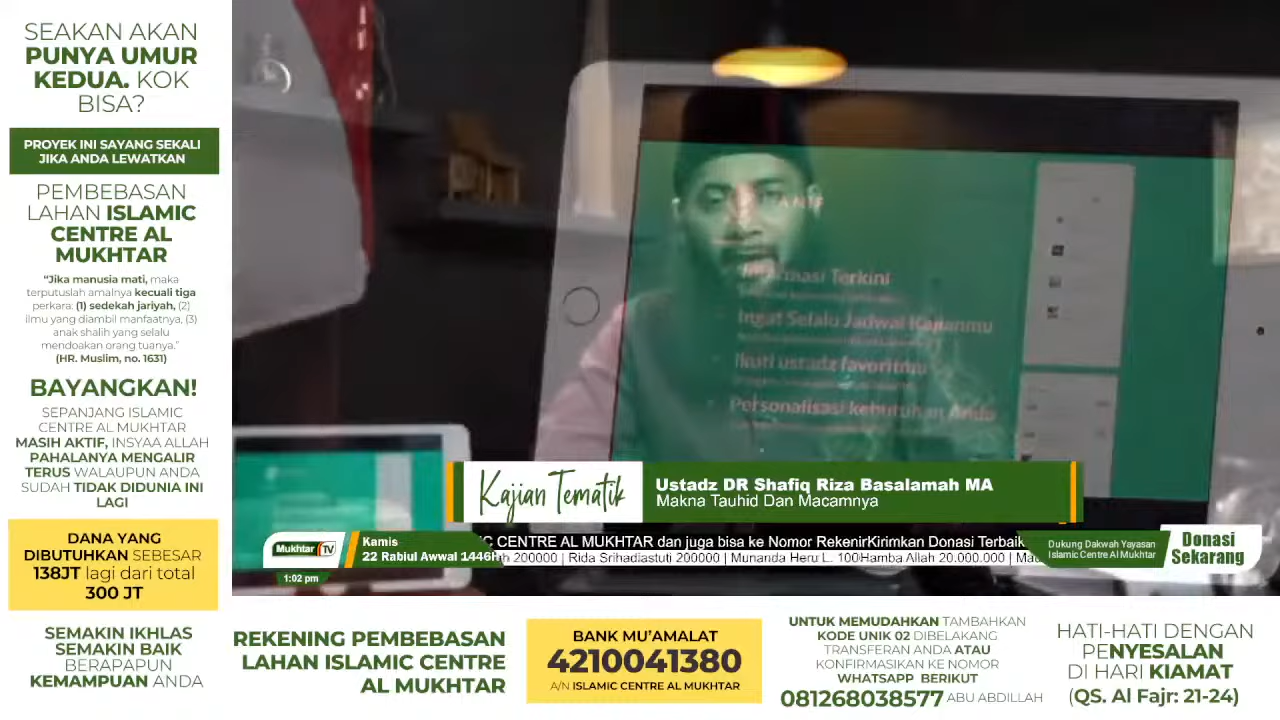 SEAKAN AKAN
PUNYA UMUR
KEDUA. KOK
BISA?
PROYEK INI SAYANG SEKALI
JIKA ANDA LEWATKAN
PEMBEBASAN
LAHAN ISLAMIC
CENTRE AL
MUKHTAR
“Jika manusia mati, maka
terputuslah amalnya kecuali tiga
perkara: (1) sedekah jariyah, (2)
ilmu yang diambil manfaatnya, (3)
anak shalih yang selalu
mendoakan orang tuanya.”
(HR. Muslim, no. 1631)
BAYANGKAN!
SEPANJANG ISLAMIC
CENTRE AL MUKHTAR
MASIH AKTIF, INSYAA ALLAH
PAHALANYA MENGALIR
TERUS WALAUPUN ANDA
SUDAH TIDAK DIDUNIA INI
LAGI
DANA YANG
DIBUTUHKAN SEBESAR
138JT lagi dari total
300 JT
SEMAKIN IKHLAS
SEMAKIN BAIK
BERAPAPUN
KEMAMPUAN ANDA
Informasi Terkini
Ingat Selalu Jadwal Kajianmu
Ikuti ustadz favoritmu
Personalisasi kebutuhan Anda
Kajian Tematik
Ustadz DR Shafiq Riza Basalamah MA
Makna Tauhid Dan Macamnya
Mukhtar TV
Kamis
22 Rabiul Awwal 1446H
1:02 pm
CENTRE AL MUKHTAR dan juga bisa ke Nomor RekenirKirimkan Donasi Terbaik
200000 | Rida Srihadiastuti 200000 | Munanda Heru L. 100Hamba Allah 20.000.000 |
Dukung Dakwah Yayasan
Islamic Centre Al Mukhtar
Donasi
Sekarang
REKENING PEMBEBASAN
LAHAN ISLAMIC CENTRE
AL MUKHTAR
BANK MU’AMALAT
4210041380
A/N ISLAMIC CENTRE AL MUKHTAR
UNTUK MEMUDAHKAN TAMBAHKAN
KODE UNIK 02 DIBELAKANG
TRANSFERAN ANDA ATAU
KONFIRMASIKAN KE NOMOR
WHATSAPP BERIKUT
081268038577 ABU ABDILLAH
HATI-HATI DENGAN
PENYESALAN
DI HARI KIAMAT
(QS. Al Fajr: 21-24)